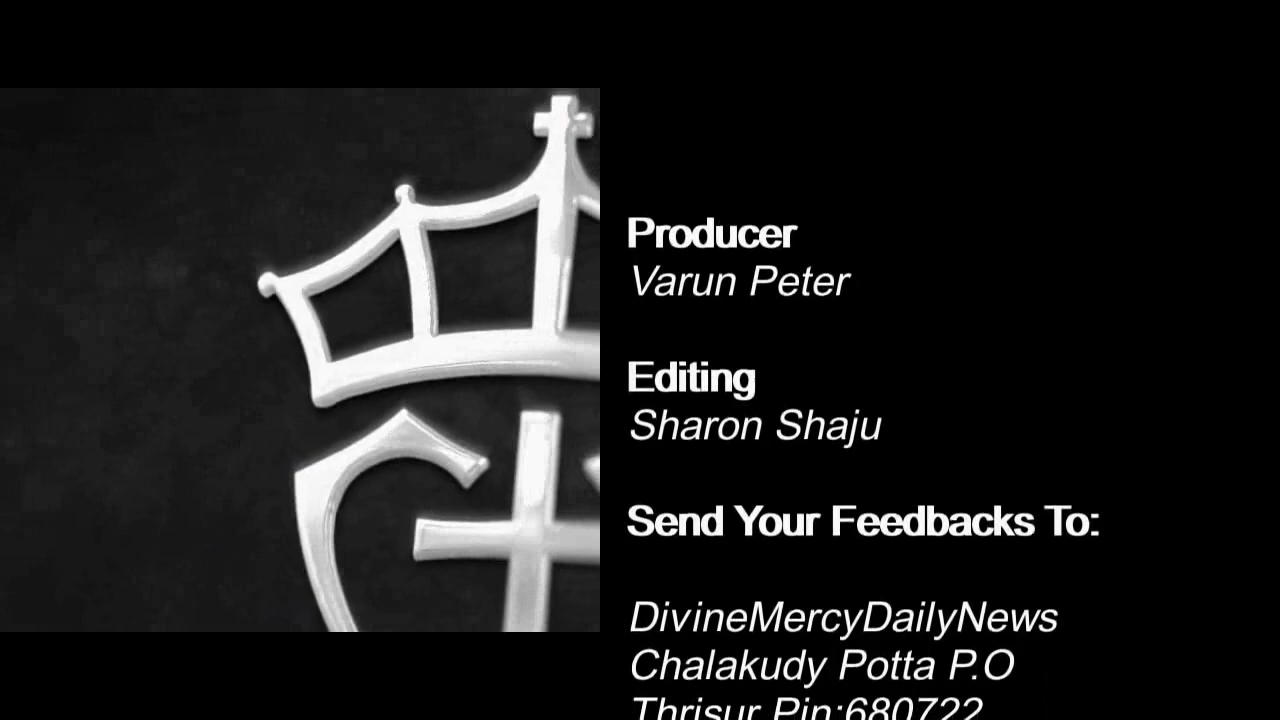 Producer
Varun Peter
Editing
Sharon Shaju
Send Your Feedbacks To:
DivineMercyDailyNews
Chalakudy Potta P.O
Thrisur Pin:680722